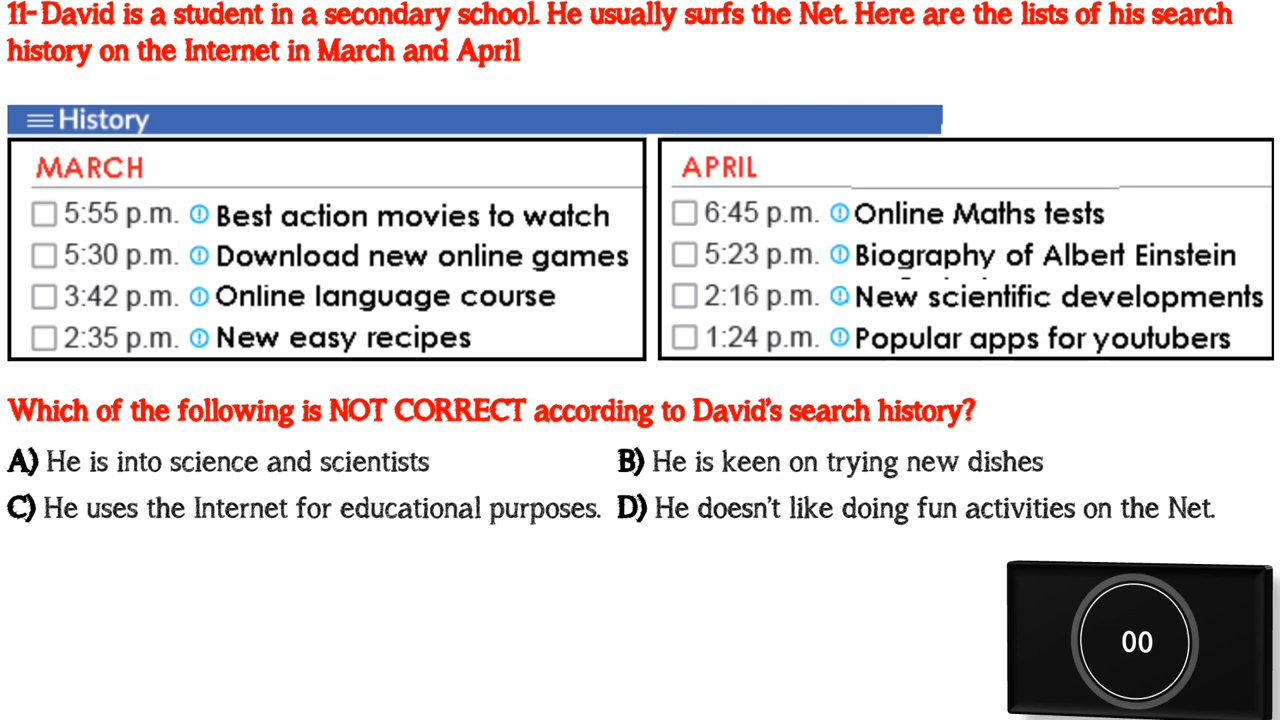 11- David is a student in a secondary school. He usually surfs the Net. Here are the lists of his search
history on the Internet in March and April
History
MARCH
5:55 p.m. Best action movies to watch
5:30 p.m. Download new online games
3:42 p.m. Online language course
2:35 p.m. New easy recipes
APRIL
6:45 p.m. Online Maths tests
5:23 p.m. Biography of Albert Einstein
2:16 p.m. New scientific developments
1:24 p.m. Popular apps for youtubers
Which of the following is NOT CORRECT according to David's search history?
A) He is into science and scientists
B) He is keen on trying new dishes
C) He uses the Internet for educational purposes.
D) He doesn't like doing fun activities on the Net.
00